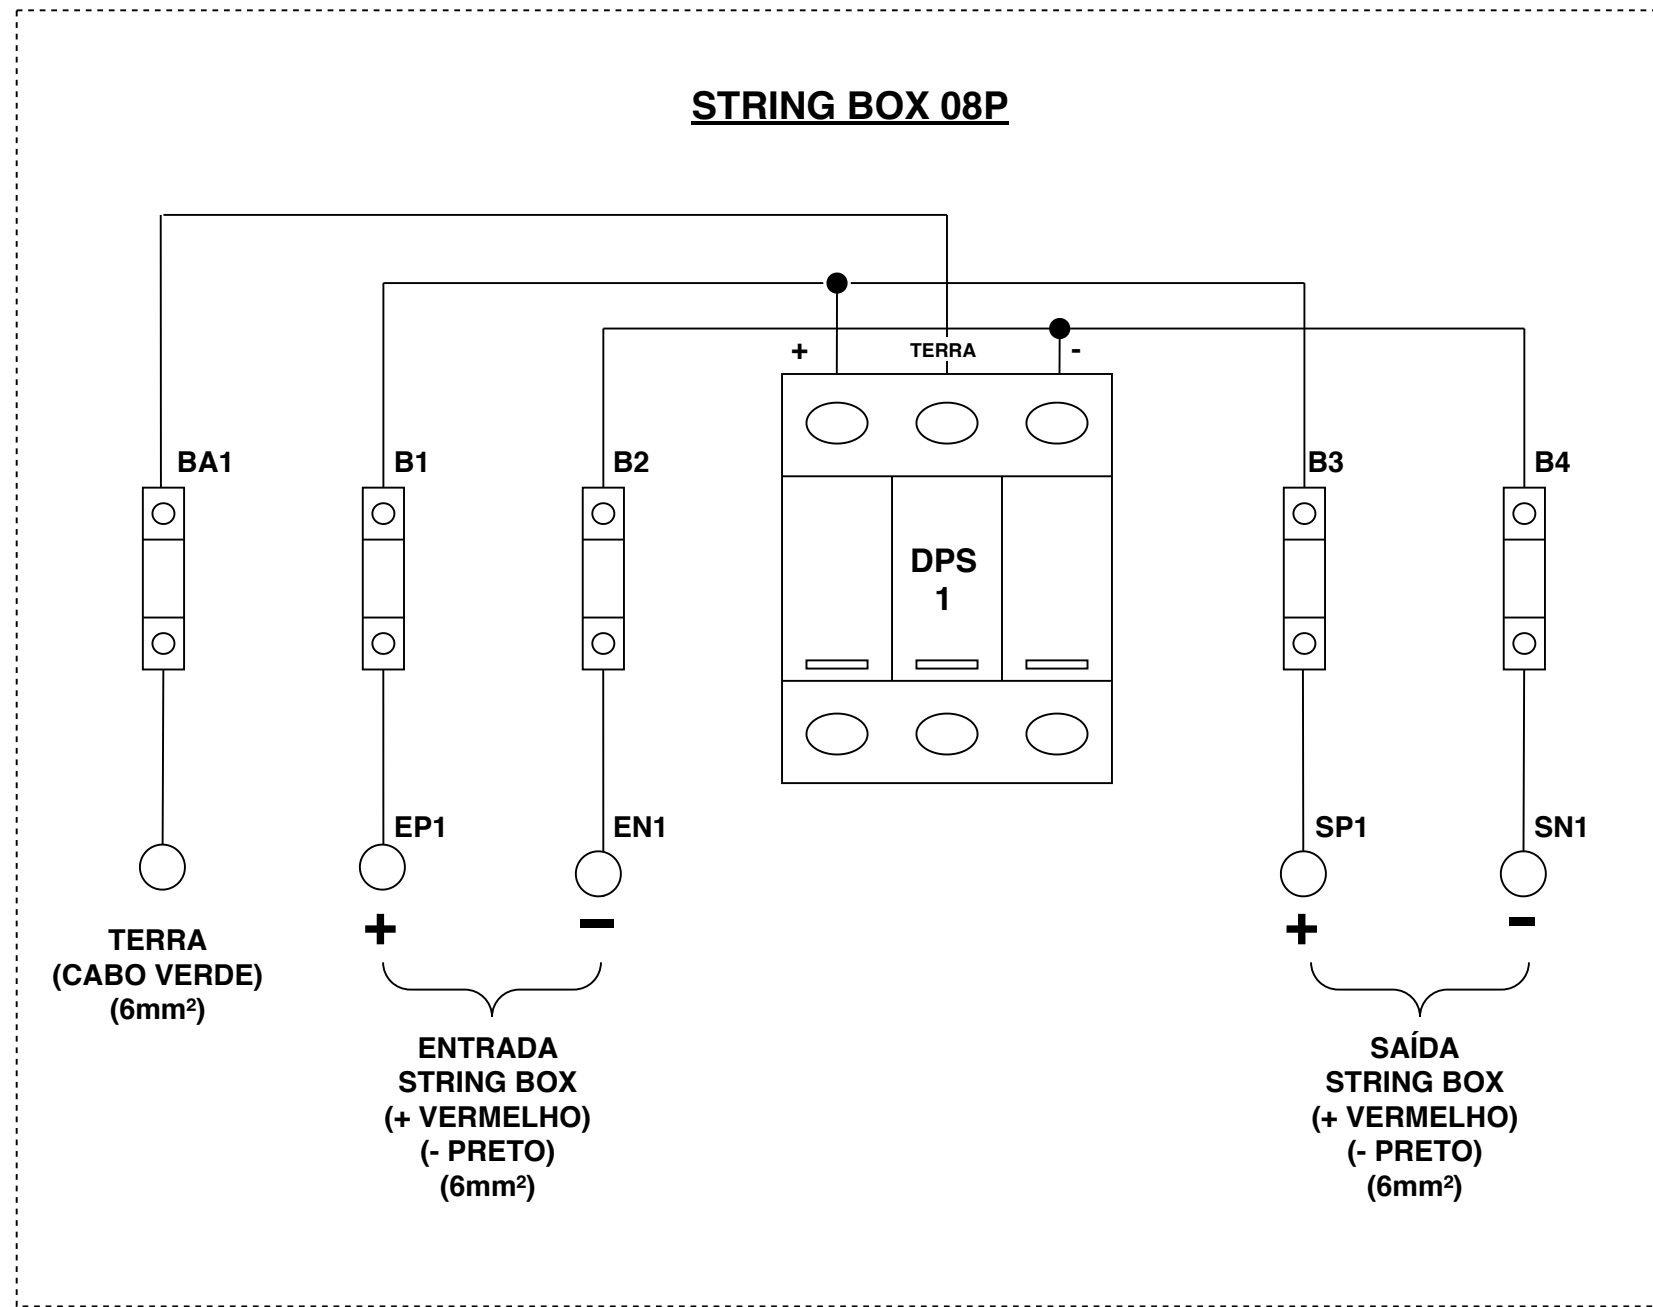 STRING BOX 08P
+ TERRA -
BA1
B1
B2
B3
B4
DPS
1
EP1
EN1
SP1
SN1
+
-
+
-
TERRA
(CABO VERDE)
(6mm²)
ENTRADA
STRING BOX
(+ VERMELHO)
(- PRETO)
(6mm²)
SAÍDA
STRING BOX
(+ VERMELHO)
(- PRETO)
(6mm²)